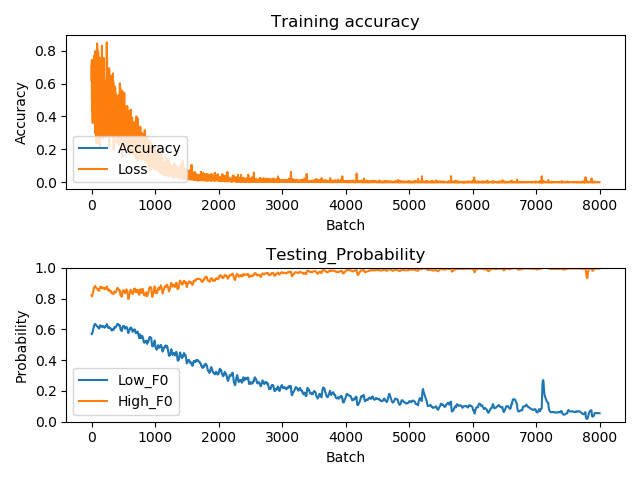 Training accuracy
0.8
0.6
0.4
0.2
0.0
Accuracy
Accuracy
Loss
0 1000 2000 3000 4000 5000 6000 7000 8000
Batch
Testing_Probability
1.0
0.8
0.6
0.4
0.2
0.0
Probability
Low_F0
High_F0
0 1000 2000 3000 4000 5000 6000 7000 8000
Batch